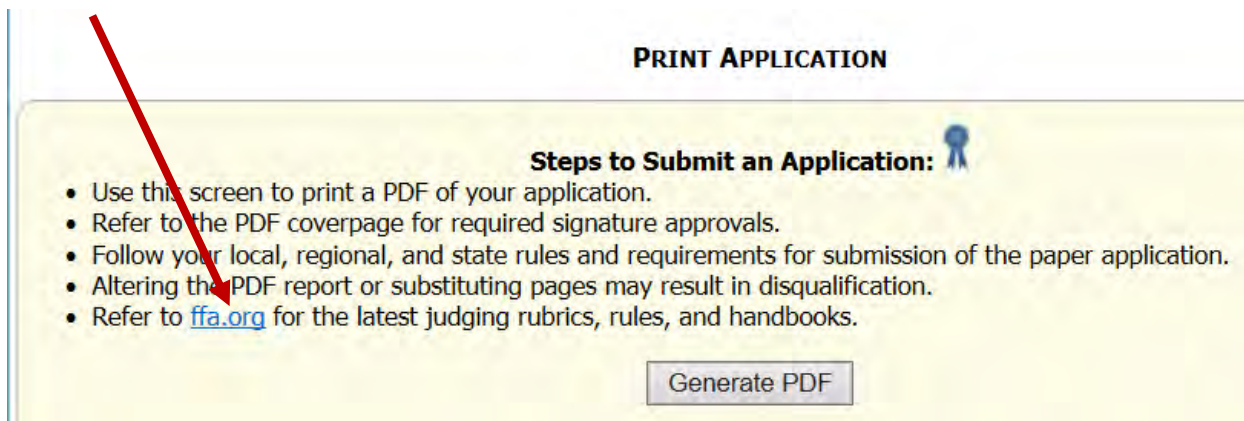 PRINT APPLICATION
Steps to Submit an Application:
• Use this screen to print a PDF of your application.
• Refer to the PDF coverpage for required signature approvals.
• Follow your local, regional, and state rules and requirements for submission of the paper application.
• Altering the PDF report or substituting pages may result in disqualification.
• Refer to ffa.org for the latest judging rubrics, rules, and handbooks.
Generate PDF